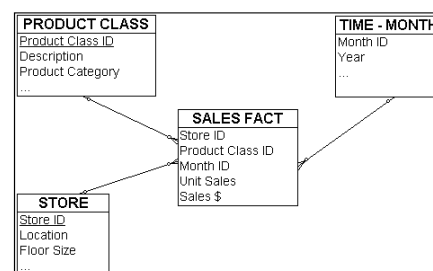 PRODUCT CLASS
Product Class ID
Description
Product Category
...
TIME - MONTH
Month ID
Year
...
SALES FACT
Store ID
Product Class ID
Month ID
Unit Sales
Sales $
STORE
Store ID
Location
Floor Size
...